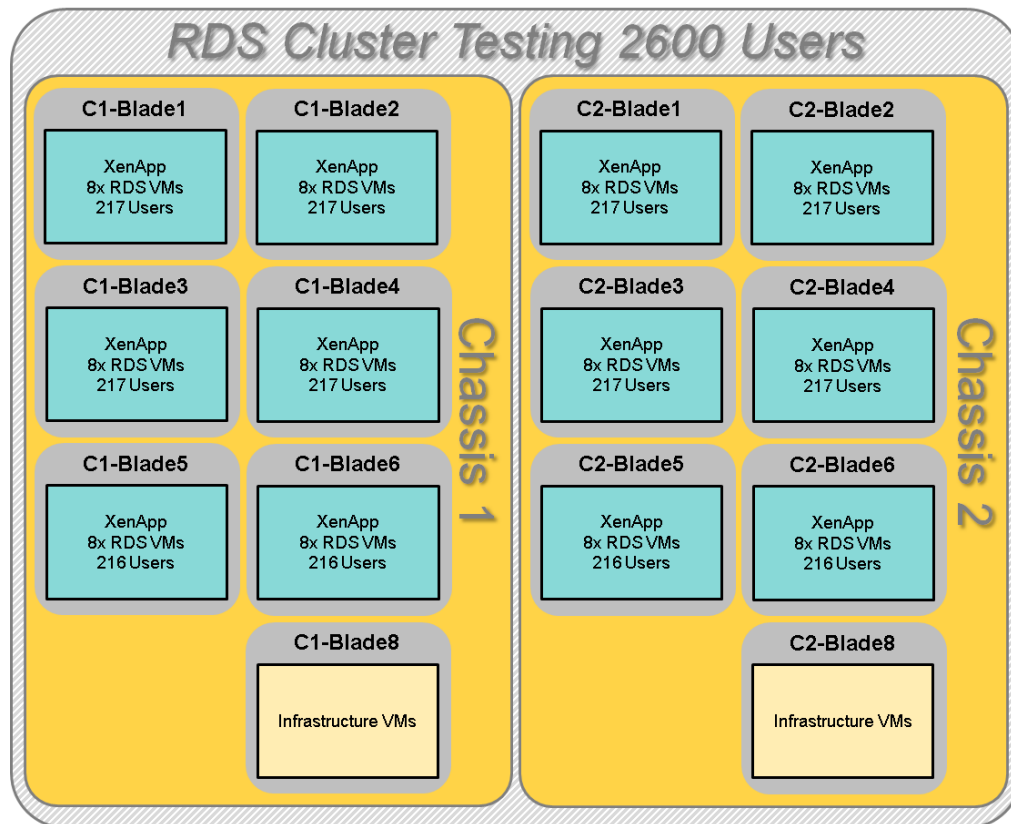 RDS Cluster Testing 2600 Users
C1-Blade1
XenApp
8x RDS VMs
217 Users
C1-Blade2
XenApp
8x RDS VMs
217 Users
C1-Blade3
XenApp
8x RDS VMs
217 Users
C1-Blade4
XenApp
8x RDS VMs
217 Users
C1-Blade5
XenApp
8x RDS VMs
216 Users
C1-Blade6
XenApp
8x RDS VMs
216 Users
C1-Blade8
Infrastructure VMs
Chassis 1
C2-Blade1
XenApp
8x RDS VMs
217 Users
C2-Blade2
XenApp
8x RDS VMs
217 Users
C2-Blade3
XenApp
8x RDS VMs
217 Users
C2-Blade4
XenApp
8x RDS VMs
217 Users
C2-Blade5
XenApp
8x RDS VMs
216 Users
C2-Blade6
XenApp
8x RDS VMs
216 Users
C2-Blade8
Infrastructure VMs
Chassis 2